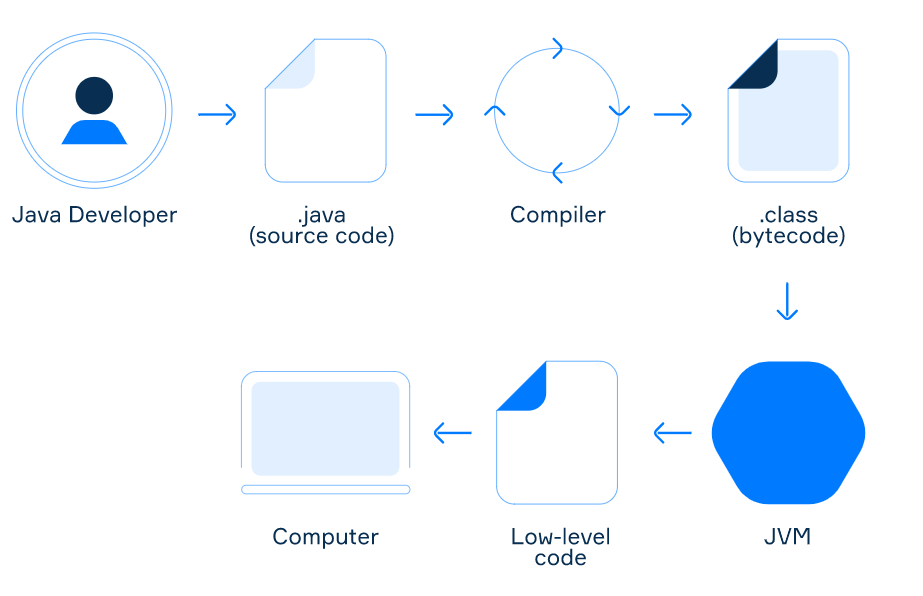 Java Developer
.java
(source code)
Compiler
.class
(bytecode)
Computer
Low-level
code
JVM